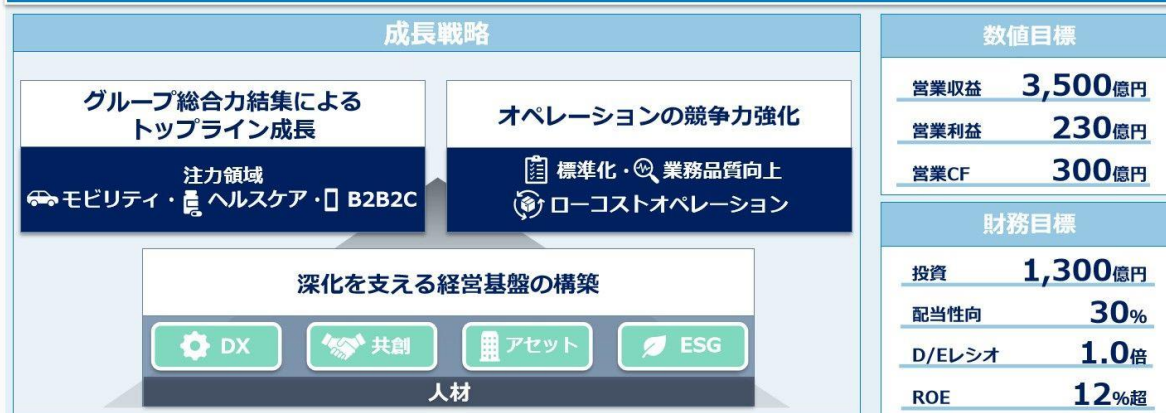 成長戦略
グループ総合力結集による
トップライン成長
注力領域
モビリティ・ヘルスケア・B2B2C
オペレーションの競争力強化
標準化・業務品質向上
ローコストオペレーション
深化を支える経営基盤の構築
DX
共創
アセット
ESG
人材
数値目標
営業収益 3,500億円
営業利益 230億円
営業CF 300億円
財務目標
投資 1,300億円
配当性向 30%
D/Eレシオ 1.0倍
ROE 12%超